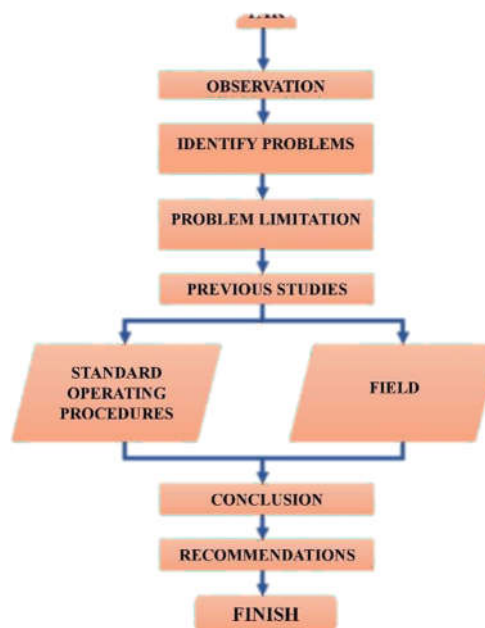 OBSERVATION
IDENTIFY PROBLEMS
PROBLEM LIMITATION
PREVIOUS STUDIES
STANDARD
OPERATING
PROCEDURES
FIELD
CONCLUSION
RECOMMENDATIONS
FINISH